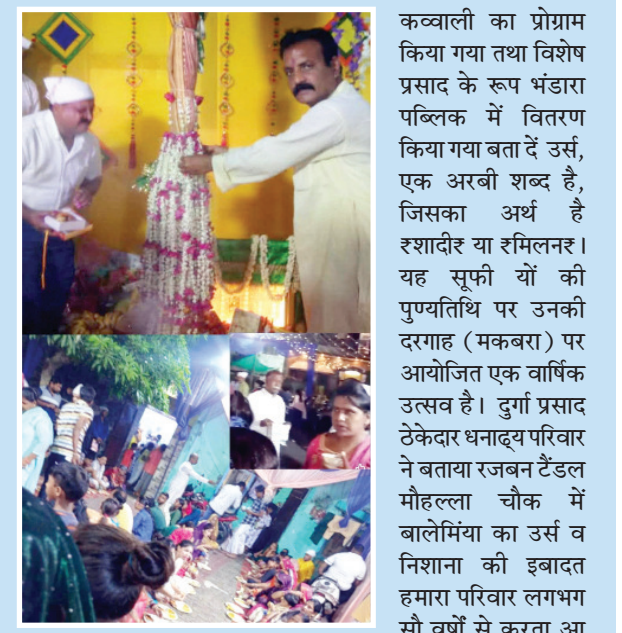 कव्वाली का प्रोग्राम
किया गया तथा विशेष
प्रसाद के रूप भंडारा
पब्लिक में वितरण
किया गया बता दें उर्स,
एक अरबी शब्द है,
जिसका अर्थ है
₹शादी₹ या ₹मिलन₹।
यह सूफी यों की
पुण्यतिथि पर उनकी
दरगाह (मकबरा) पर
आयोजित एक वार्षिक
उत्सव है। दुर्गा प्रसाद
ठेकेदार धनाढ्य परिवार
ने बताया रजबन टैंडल
मौहल्ला चौक में
बालेमिंया का उर्स व
निशाना की इबादत
हमारा परिवार लगभग
सौ वर्षों से करता आ